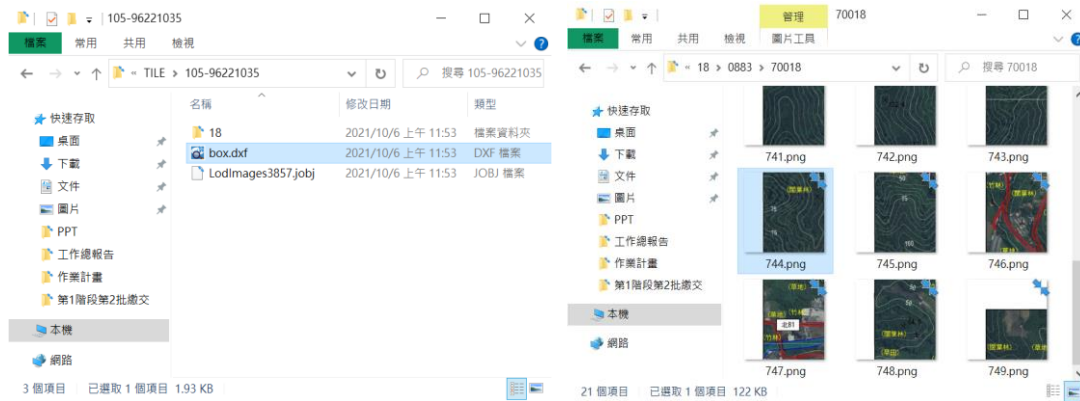 105-96221035
檔案 常用 共用 檢視
« TILE > 105-96221035
搜尋 105-96221035
名稱 修改日期 類型
快速存取
桌面
下載
文件
圖片
PPT
工作總報告
作業計畫
第1階段第2批繳交
本機
網路
18 2021/10/6 上午 11:53 檔案資料夾
box.dxf 2021/10/6 上午 11:53 DXF 檔案
LodImages3857.jobj 2021/10/6 上午 11:53 JOBJ 檔案
3 個項目 已選取 1 個項目 1.93 KB
管理 70018
檔案 常用 共用 檢視 圖片工具
« 18 > 0883 > 70018
搜尋 70018
快速存取
桌面
下載
文件
圖片
PPT
工作總報告
作業計畫
第1階段第2批繳交
本機
網路
741.png 742.png 743.png
744.png 745.png 746.png
747.png 748.png 749.png
21 個項目 已選取 1 個項目 122 KB